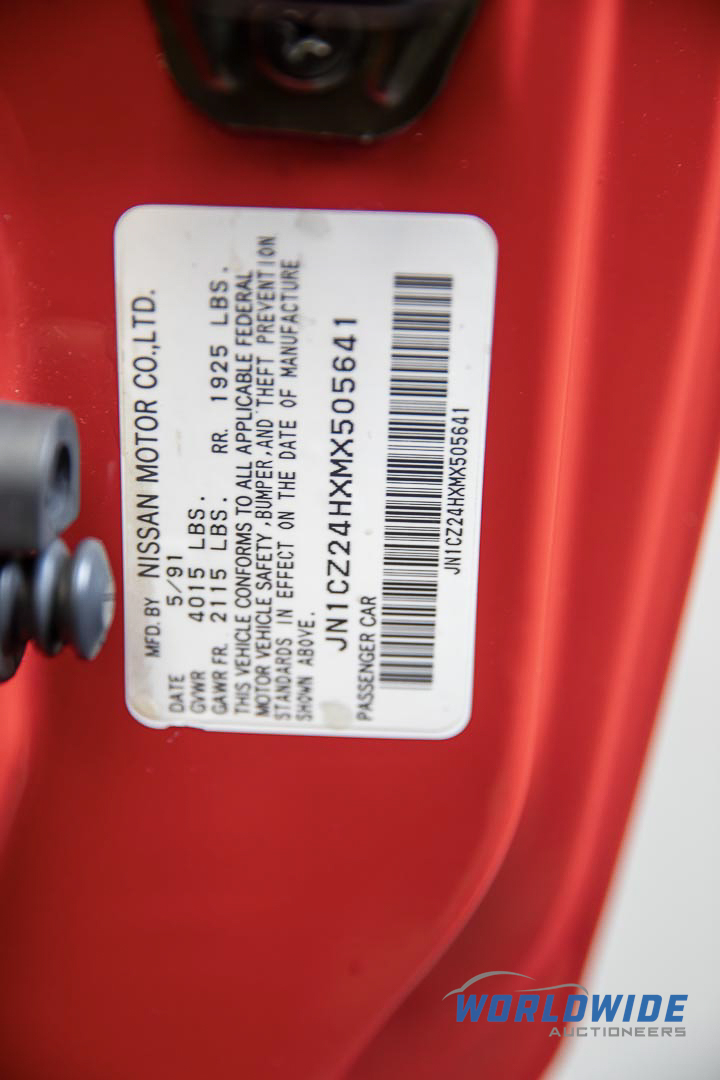 MFD. BY NISSAN MOTOR CO.,LTD.
DATE 5/91
GVWR 4015 LBS.
GAWR FR. 2115 LBS. RR. 1925 LBS.
THIS VEHICLE CONFORMS TO ALL APPLICABLE FEDERAL
MOTOR VEHICLE SAFETY ,BUMPER,AND THEFT PREVENTION
STANDARDS IN EFFECT ON THE DATE OF MANUFACTURE
SHOWN ABOVE.
JN1CZ24HXMX505641
PASSENGER CAR
JN1CZ24HXMX505641
WORLDWIDE
AUCTIONEERS